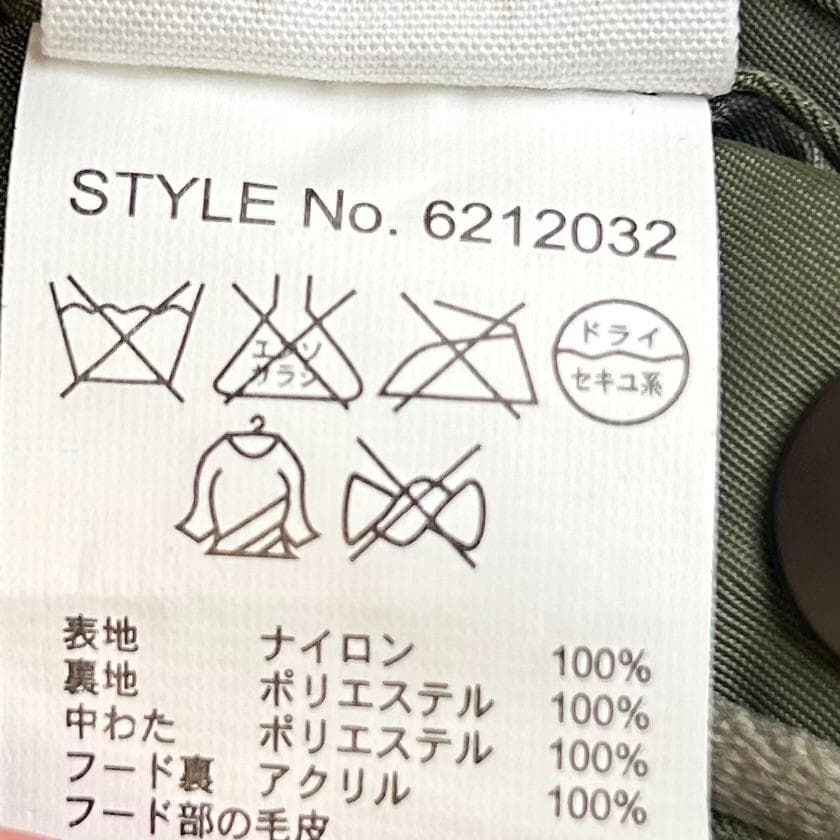 STYLE No. 6212032
エンソ
サラシ
ドライ
セキユ系
表地 ナイロン 100%
裏地 ポリエステル 100%
中わた ポリエステル 100%
フード裏 アクリル 100%
フード部の毛皮